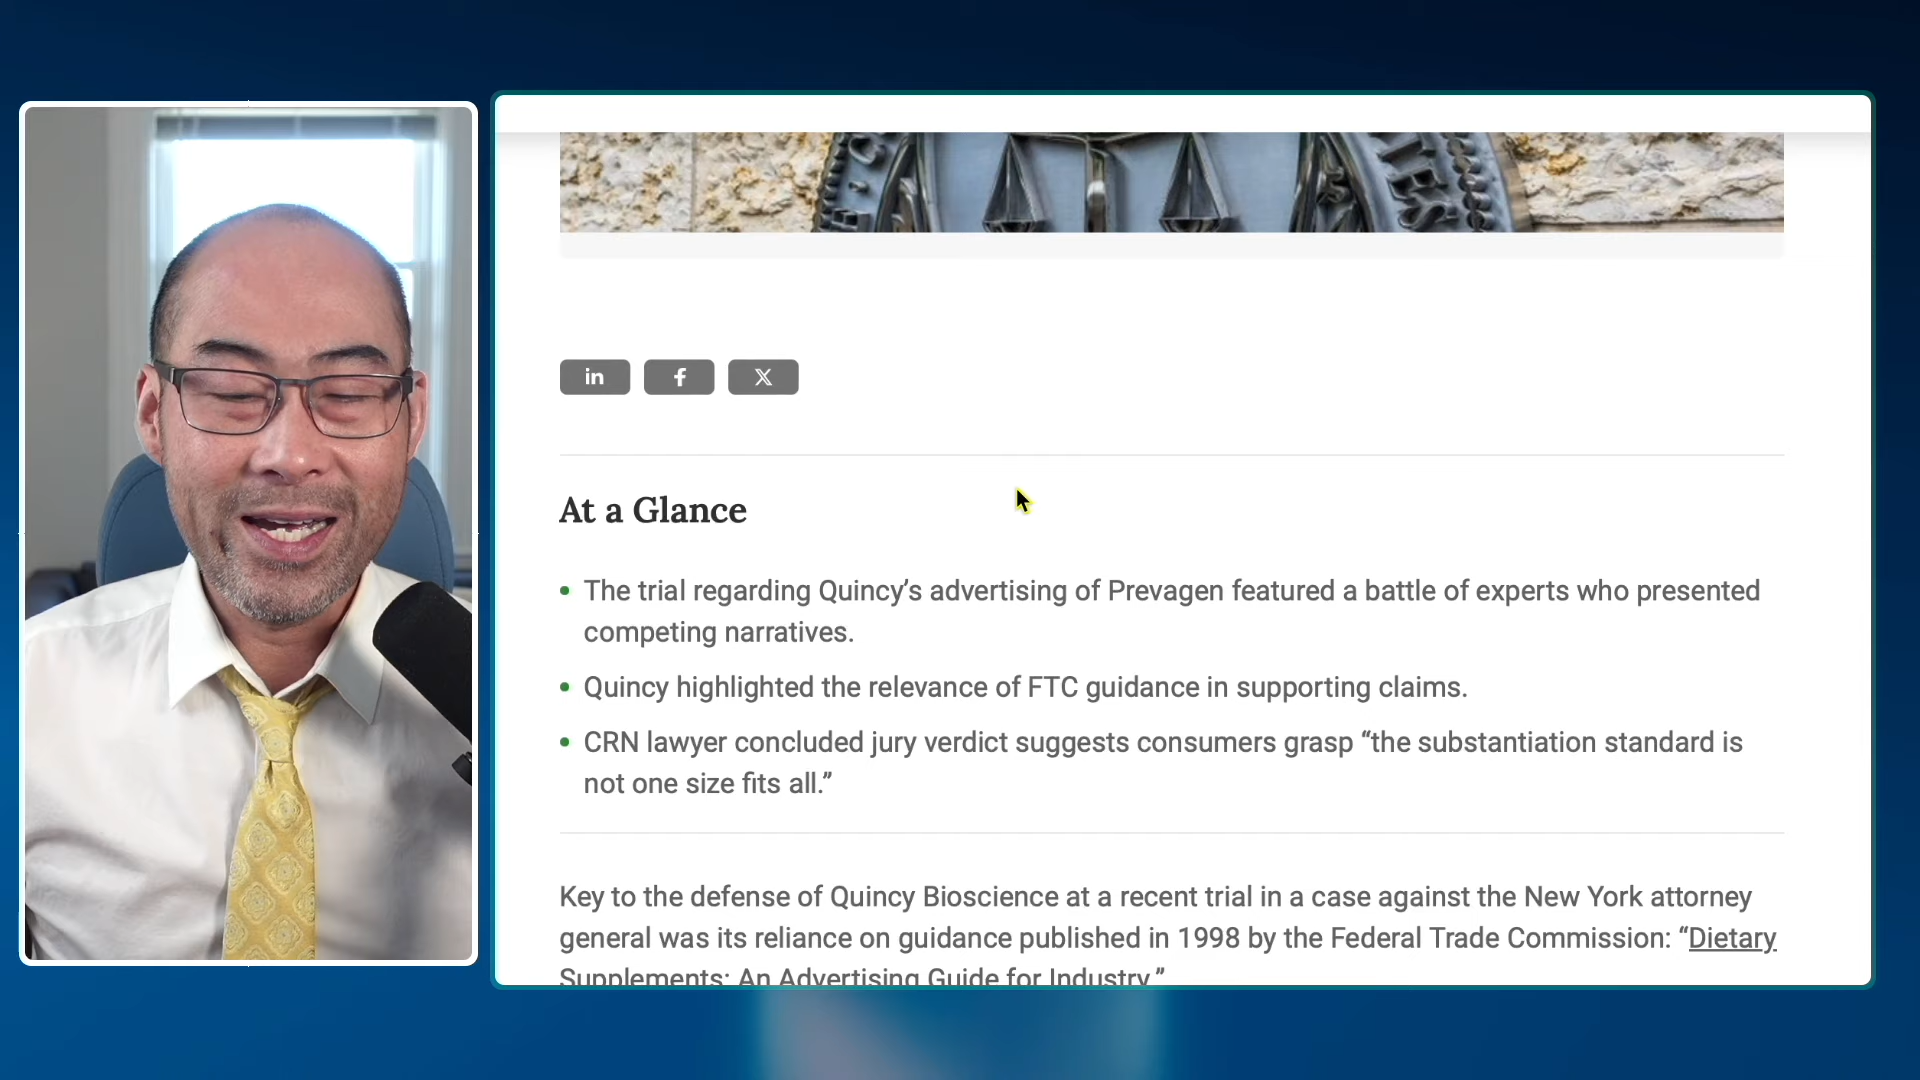 in f X
At a Glance
• The trial regarding Quincy’s advertising of Prevagen featured a battle of experts who presented
competing narratives.
• Quincy highlighted the relevance of FTC guidance in supporting claims.
• CRN lawyer concluded jury verdict suggests consumers grasp “the substantiation standard is
not one size fits all.”
Key to the defense of Quincy Bioscience at a recent trial in a case against the New York attorney
general was its reliance on guidance published in 1998 by the Federal Trade Commission: “Dietary
Supplements: An Advertising Guide for Industry.”